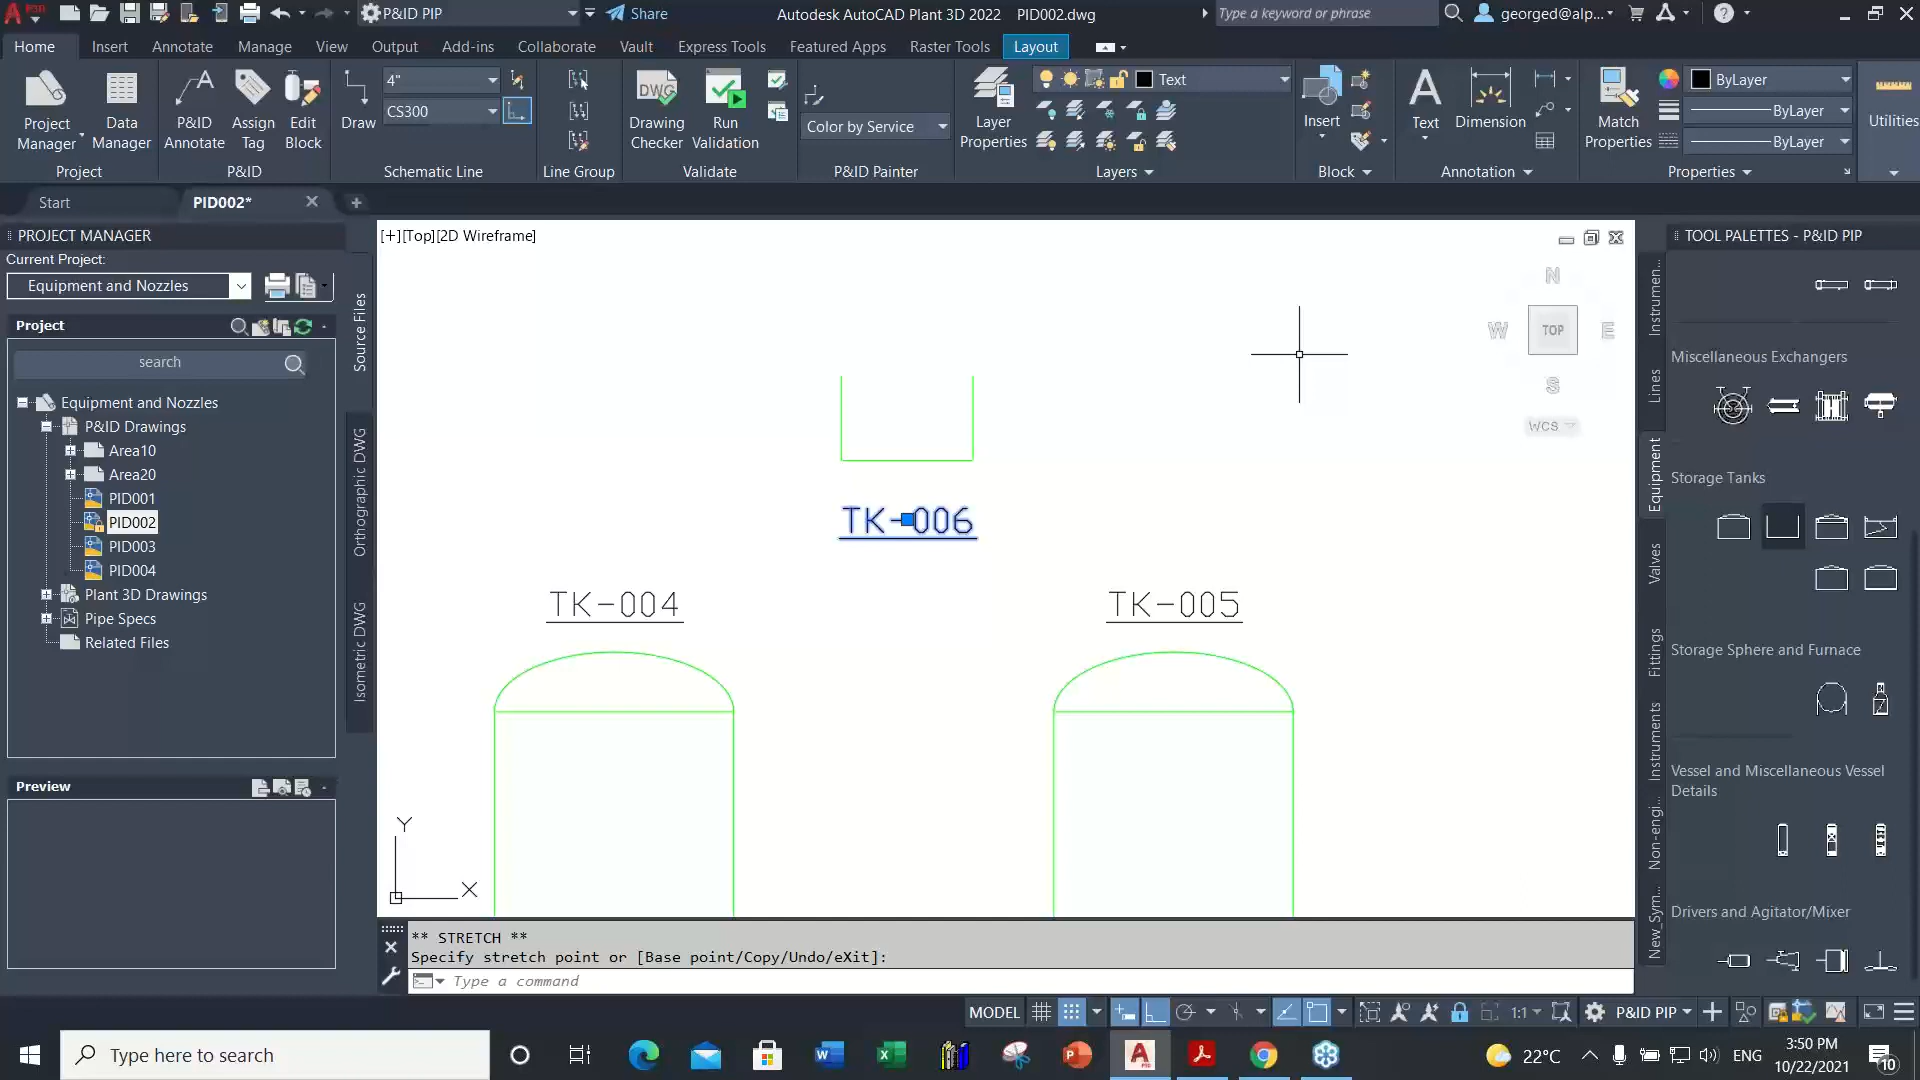 P&ID PIP
Share
Autodesk AutoCAD Plant 3D 2022 PID002.dwg
Type a keyword or phrase
georged@alp...
Home
Insert
Annotate
Manage
View
Output
Add-ins
Collaborate
Vault
Express Tools
Featured Apps
Raster Tools
Layout
Project Manager
Data Manager
P&ID Annotate
Assign Tag
Edit Block
Draw
4"
CS300
Drawing Checker
Run Validation
Color by Service
Layer Properties
Text
Insert
Text
Dimension
Match Properties
ByLayer
ByLayer
ByLayer
Utilities
Project
P&ID
Schematic Line
Line Group
Validate
P&ID Painter
Layers
Block
Annotation
Properties
Start
PID002*
PROJECT MANAGER
Current Project:
Equipment and Nozzles
Project
search
Equipment and Nozzles
P&ID Drawings
Area10
Area20
PID001
PID002
PID003
PID004
Plant 3D Drawings
Pipe Specs
Related Files
Preview
Source Files
Orthographic DWG
Isometric DWG
[+][Top][2D Wireframe]
N
W
TOP
E
S
WCS
TK-006
TK-004
TK-005
Y
X
** STRETCH **
Specify stretch point or [Base point/Copy/Undo/eXit]:
Type a command
TOOL PALETTES - P&ID PIP
Instrumen...
Lines
Equipment
Valves
Fittings
Instruments
Non-engi...
New_Sym...
Miscellaneous Exchangers
Storage Tanks
Storage Sphere and Furnace
Vessel and Miscellaneous Vessel
Details
Drivers and Agitator/Mixer
MODEL
1:1
P&ID PIP
Type here to search
22°C
ENG
3:50 PM
10/22/2021
10